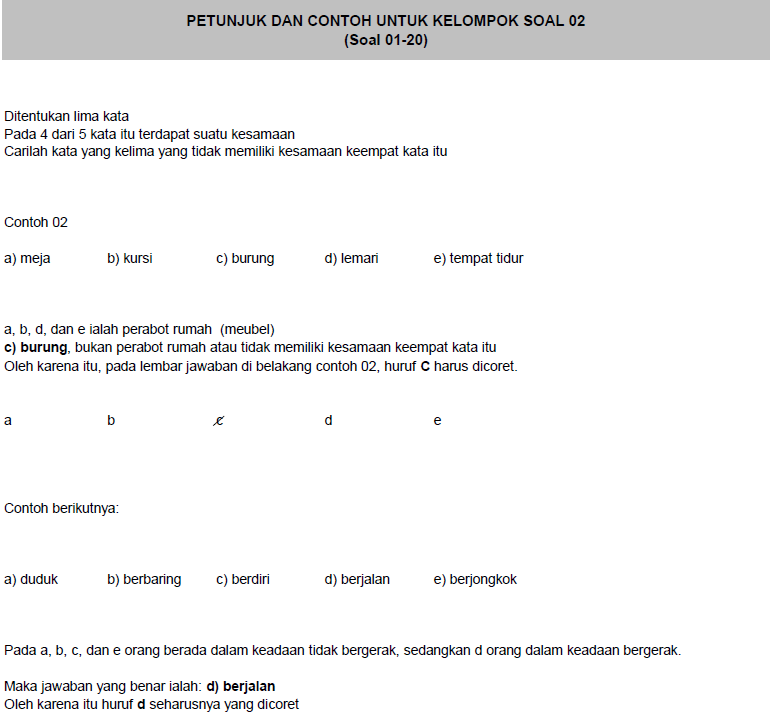 PETUNJUK DAN CONTOH UNTUK KELOMPOK SOAL 02
(Soal 01-20)
Ditentukan lima kata
Pada 4 dari 5 kata itu terdapat suatu kesamaan
Carilah kata yang kelima yang tidak memiliki kesamaan keempat kata itu
Contoh 02
a) meja b) kursi c) burung d) lemari e) tempat tidur
a, b, d, dan e ialah perabot rumah (meubel)
c) burung, bukan perabot rumah atau tidak memiliki kesamaan keempat kata itu
Oleh karena itu, pada lembar jawaban di belakang contoh 02, huruf C harus dicoret.
a b c d e
Contoh berikutnya:
a) duduk b) berbaring c) berdiri d) berjalan e) berjongkok
Pada a, b, c, dan e orang berada dalam keadaan tidak bergerak, sedangkan d orang dalam keadaan bergerak.
Maka jawaban yang benar ialah: d) berjalan
Oleh karena itu huruf d seharusnya yang dicoret